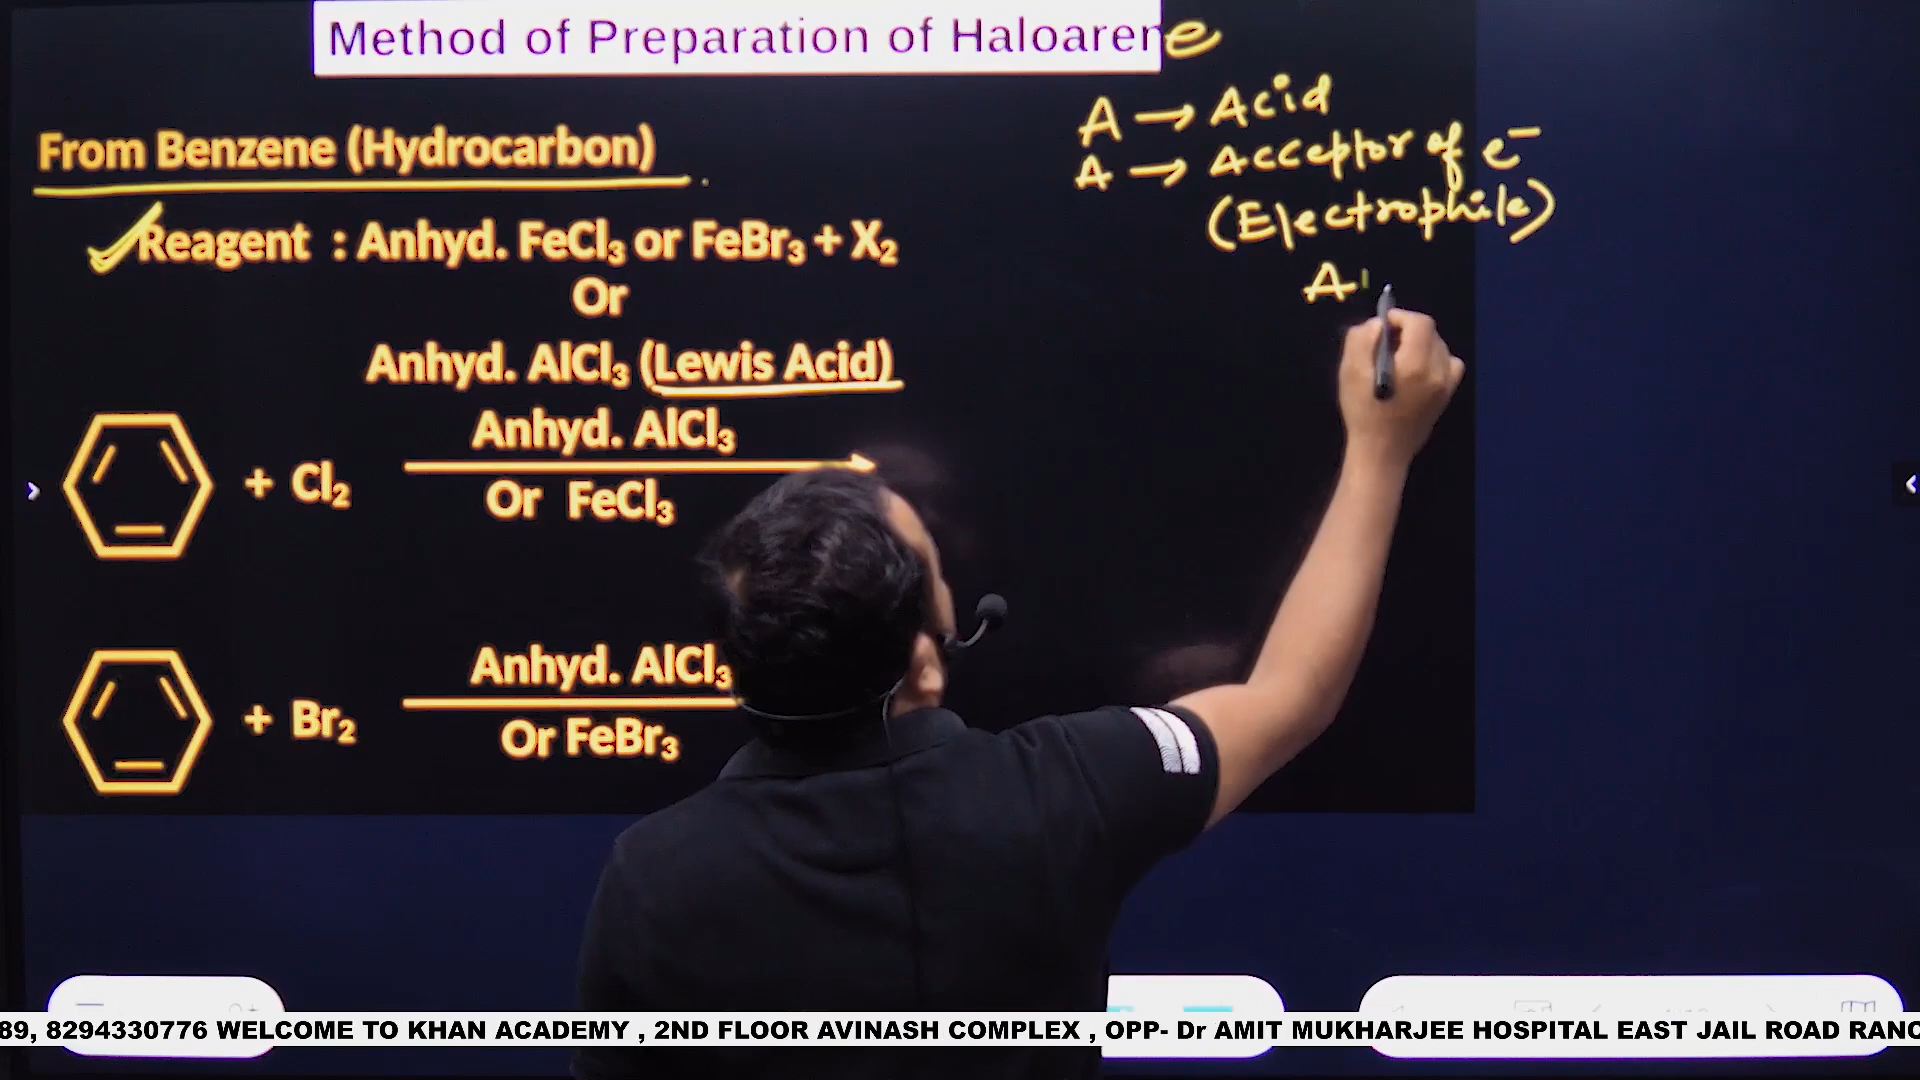 Method of Preparation of Haloarene
A → Acid
A → Acceptor of e⁻
(Electrophile)
A
From Benzene (Hydrocarbon)
Reagent : Anhyd. FeCl₃ or FeBr₃ + X₂
Or
Anhyd. AlCl₃ (Lewis Acid)
Anhyd. AlCl₃
+ Cl₂
Or FeCl₃
Anhyd. AlCl₃
+ Br₂
Or FeBr₃
89, 8294330776 WELCOME TO KHAN ACADEMY , 2ND FLOOR AVINASH COMPLEX , OPP- Dr AMIT MUKHARJEE HOSPITAL EAST JAIL ROAD RANC